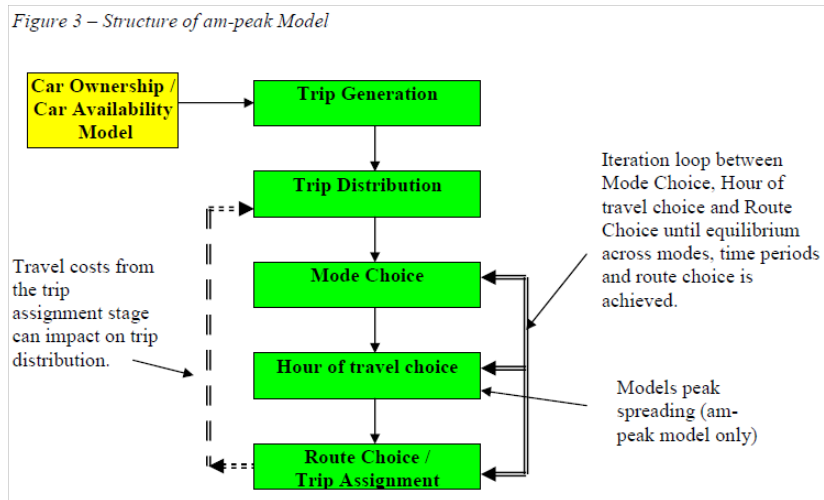 Figure 3 – Structure of am-peak Model
Car Ownership /
Car Availability
Model
Trip Generation
Trip Distribution
Mode Choice
Hour of travel choice
Route Choice /
Trip Assignment
Travel costs from
the trip
assignment stage
can impact on trip
distribution.
Iteration loop between
Mode Choice, Hour of
travel choice and Route
Choice until equilibrium
across modes, time periods
and route choice is
achieved.
Models peak
spreading (am-
peak model only)